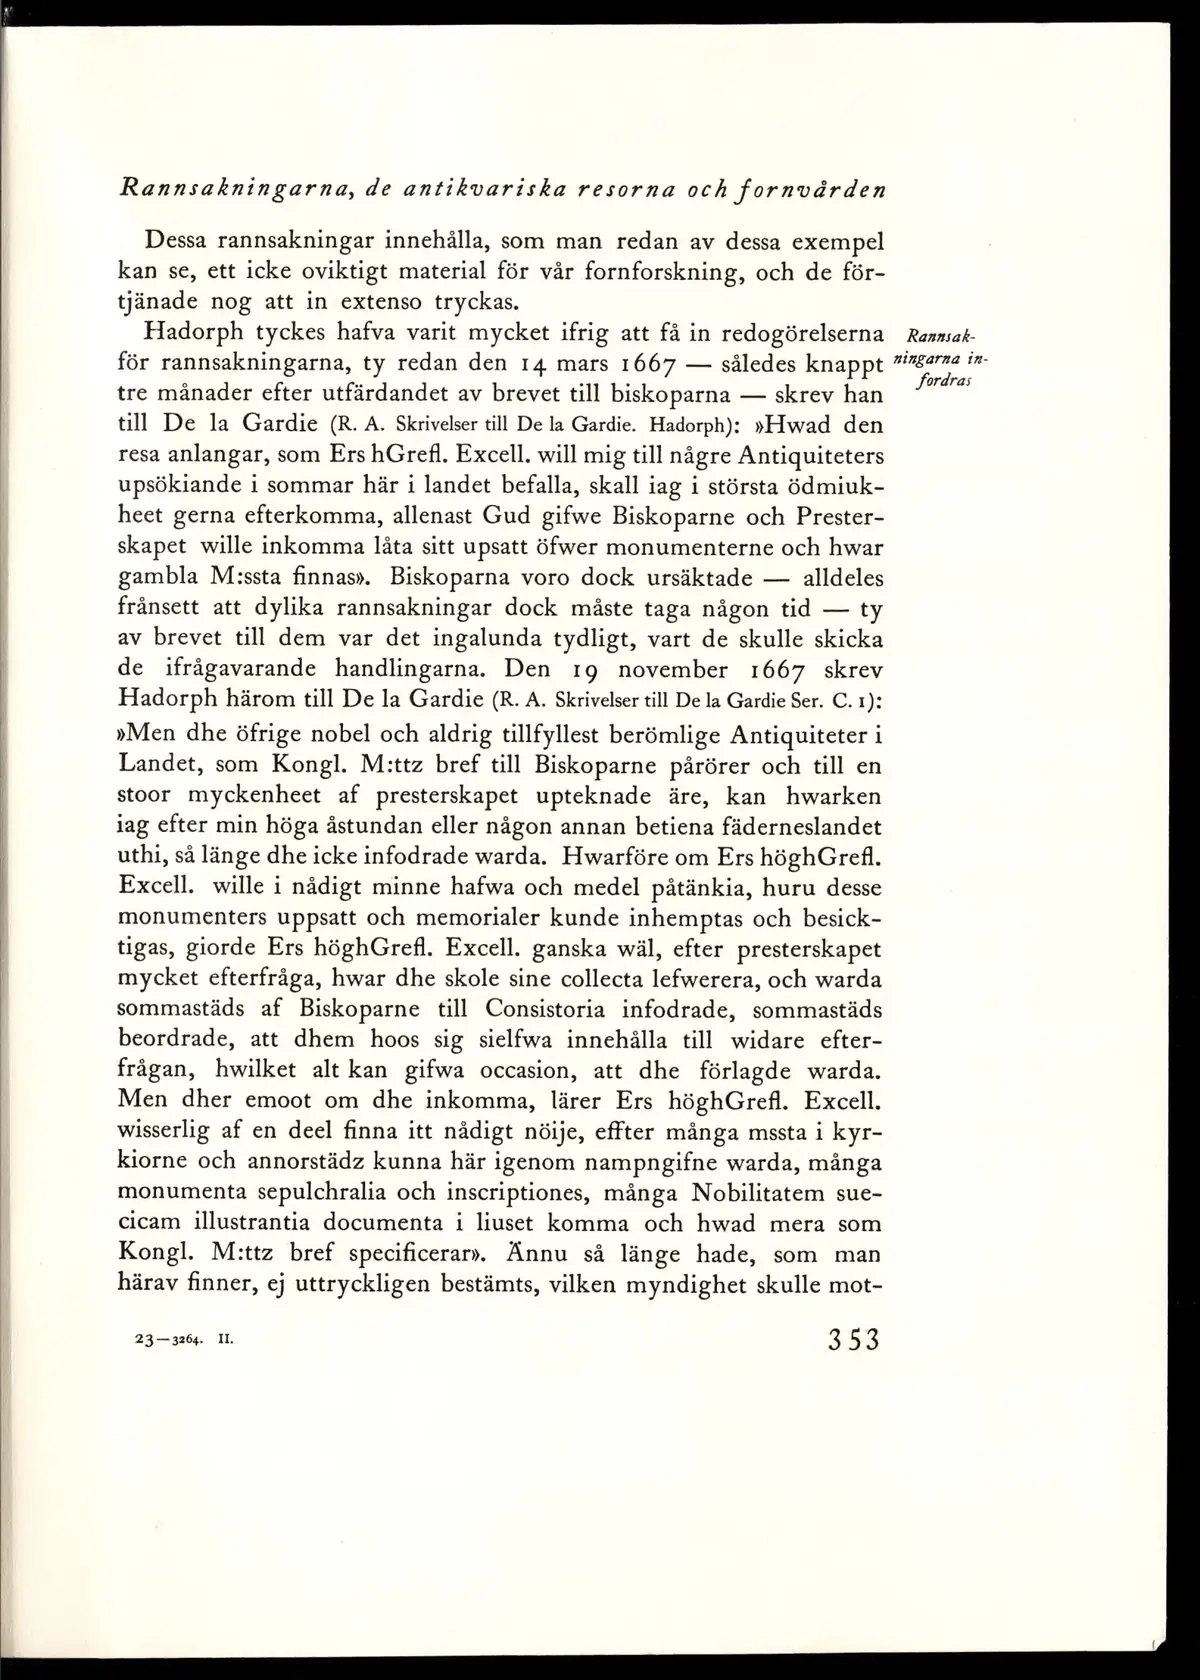 Rannsakningarna, de antikvariska resorna och fornvården
Dessa rannsakningar innehålla, som man redan av dessa exempel
kan se, ett icke oviktigt material för vår fornforskning, och de för-
tjänade nog att in extenso tryckas.
Hadorph tyckes hafva varit mycket ifrig att få in redogörelserna
för rannsakningarna, ty redan den 14 mars 1667 — således knappt
tre månader efter utfärdandet av brevet till biskoparna — skrev han
Rannsak-
ningarna in-
fordras
till De la Gardie (R. A. Skrivelser till De la Gardie. Hadorph): »Hwad den
resa anlangar, som Ers hGrefl. Excell. will mig till någre Antiquiteters
upsökiande i sommar här i landet befalla, skall iag i största ödmiuk-
heet gerna efterkomma, allenast Gud gifwe Biskoparne och Prester-
skapet wille inkomma låta sitt upsatt öfwer monumenterne och hwar
gambla M:ssta finnas». Biskoparna voro dock ursäktade — alldeles
frånsett att dylika rannsakningar dock måste taga någon tid — ty
av brevet till dem var det ingalunda tydligt, vart de skulle skicka
de ifrågavarande handlingarna. Den 19 november 1667 skrev
Hadorph härom till De la Gardie (R. A. Skrivelser till De la Gardie Ser. C. 1):
»Men dhe öfrige nobel och aldrig tillfyllest berömlige Antiquiteter i
Landet, som Kongl. M:ttz bref till Biskoparne pårörer och till en
stoor myckenheet af presterskapet upteknade äre, kan hwarken
iag efter min höga åstundan eller någon annan betiena fäderneslandet
uthi, så länge dhe icke infodrade warda. Hwarföre om Ers höghGrefl.
Excell. wille i nådigt minne hafwa och medel påtänkia, huru desse
monumenters uppsatt och memorialer kunde inhemptas och besick-
tigas, giorde Ers höghGrefl. Excell. ganska wäl, efter presterskapet
mycket efterfråga, hwar dhe skole sine collecta lefwerera, och warda
sommastäds af Biskoparne till Consistoria infodrade, sommastäds
beordrade, att dhem hoos sig sielfwa innehålla till widare efter-
frågan, hwilket alt kan gifwa occasion, att dhe förlagde warda.
Men dher emoot om dhe inkomma, lärer Ers höghGrefl. Excell.
wisserlig af en deel finna itt nådigt nöije, effter många mssta i kyr-
kiorne och annorstädz kunna här igenom nampngifne warda, många
monumenta sepulchralia och inscriptiones, många Nobilitatem sue-
cicam illustrantia documenta i liuset komma och hwad mera som
Kongl. M:ttz bref specificerar». Ännu så länge hade, som man
härav finner, ej uttryckligen bestämts, vilken myndighet skulle mot-
23—3264. II.
353